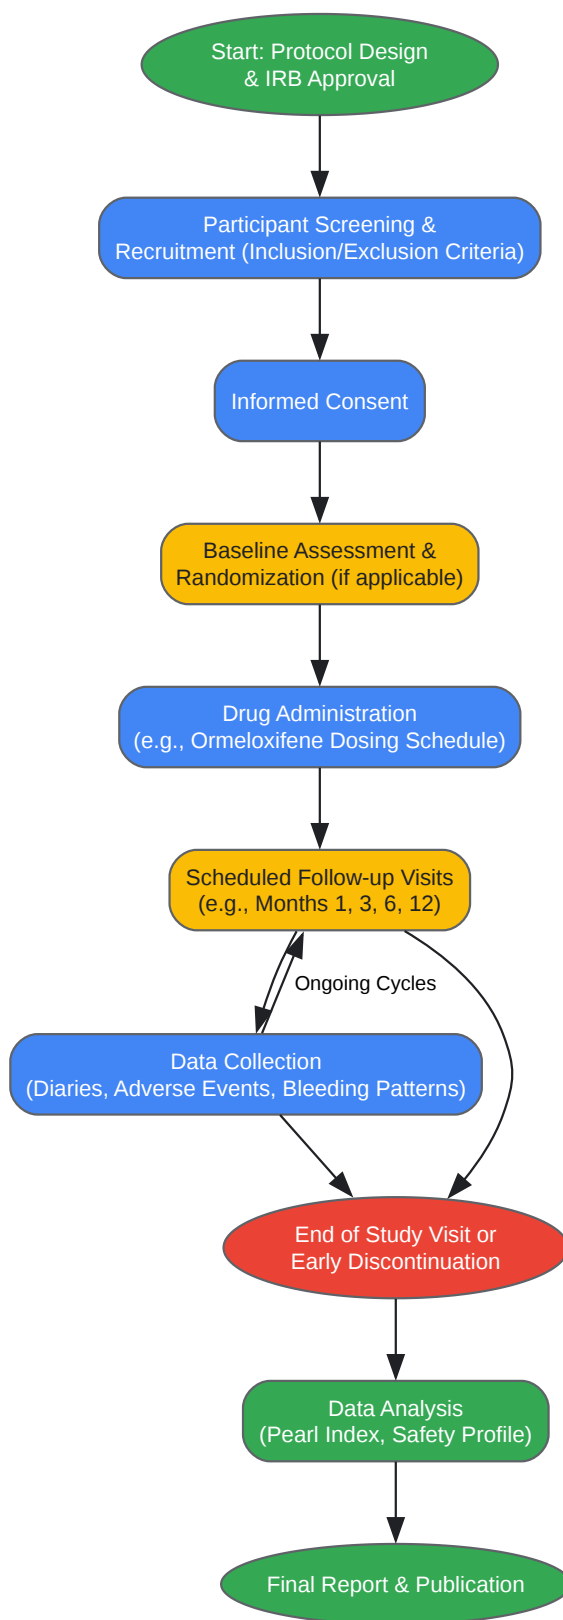 Start: Protocol Design
& IRB Approval
Participant Screening &
Recruitment (Inclusion/Exclusion Criteria)
Informed Consent
Baseline Assessment &
Randomization (if applicable)
Drug Administration
(e.g., Ormeloxifene Dosing Schedule)
Scheduled Follow-up Visits
(e.g., Months 1, 3, 6, 12)
Ongoing Cycles
Data Collection
(Diaries, Adverse Events, Bleeding Patterns)
End of Study Visit or
Early Discontinuation
Data Analysis
(Pearl Index, Safety Profile)
Final Report & Publication